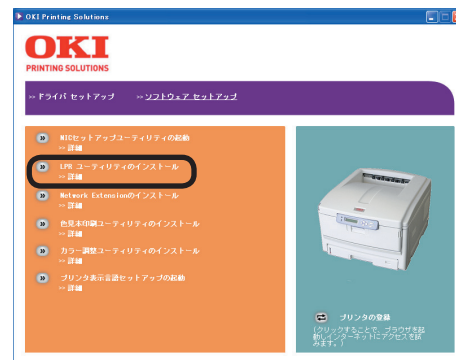 OKI Printing Solutions
OKI
PRINTING SOLUTIONS
>> ドライバ セットアップ >> ソフトウェア セットアップ
NICセットアップユーティリティの起動
>> 詳細
LPR ユーティリティのインストール
>> 詳細
Network Extensionのインストール
>> 詳細
色見本印刷ユーティリティのインストール
>> 詳細
カラー調整ユーティリティのインストール
>> 詳細
プリンタ表示言語セットアップの起動
>> 詳細
プリンタの登録
(クリックすることで、ブラウザを起
動しインターネットにアクセスを試
みます。)